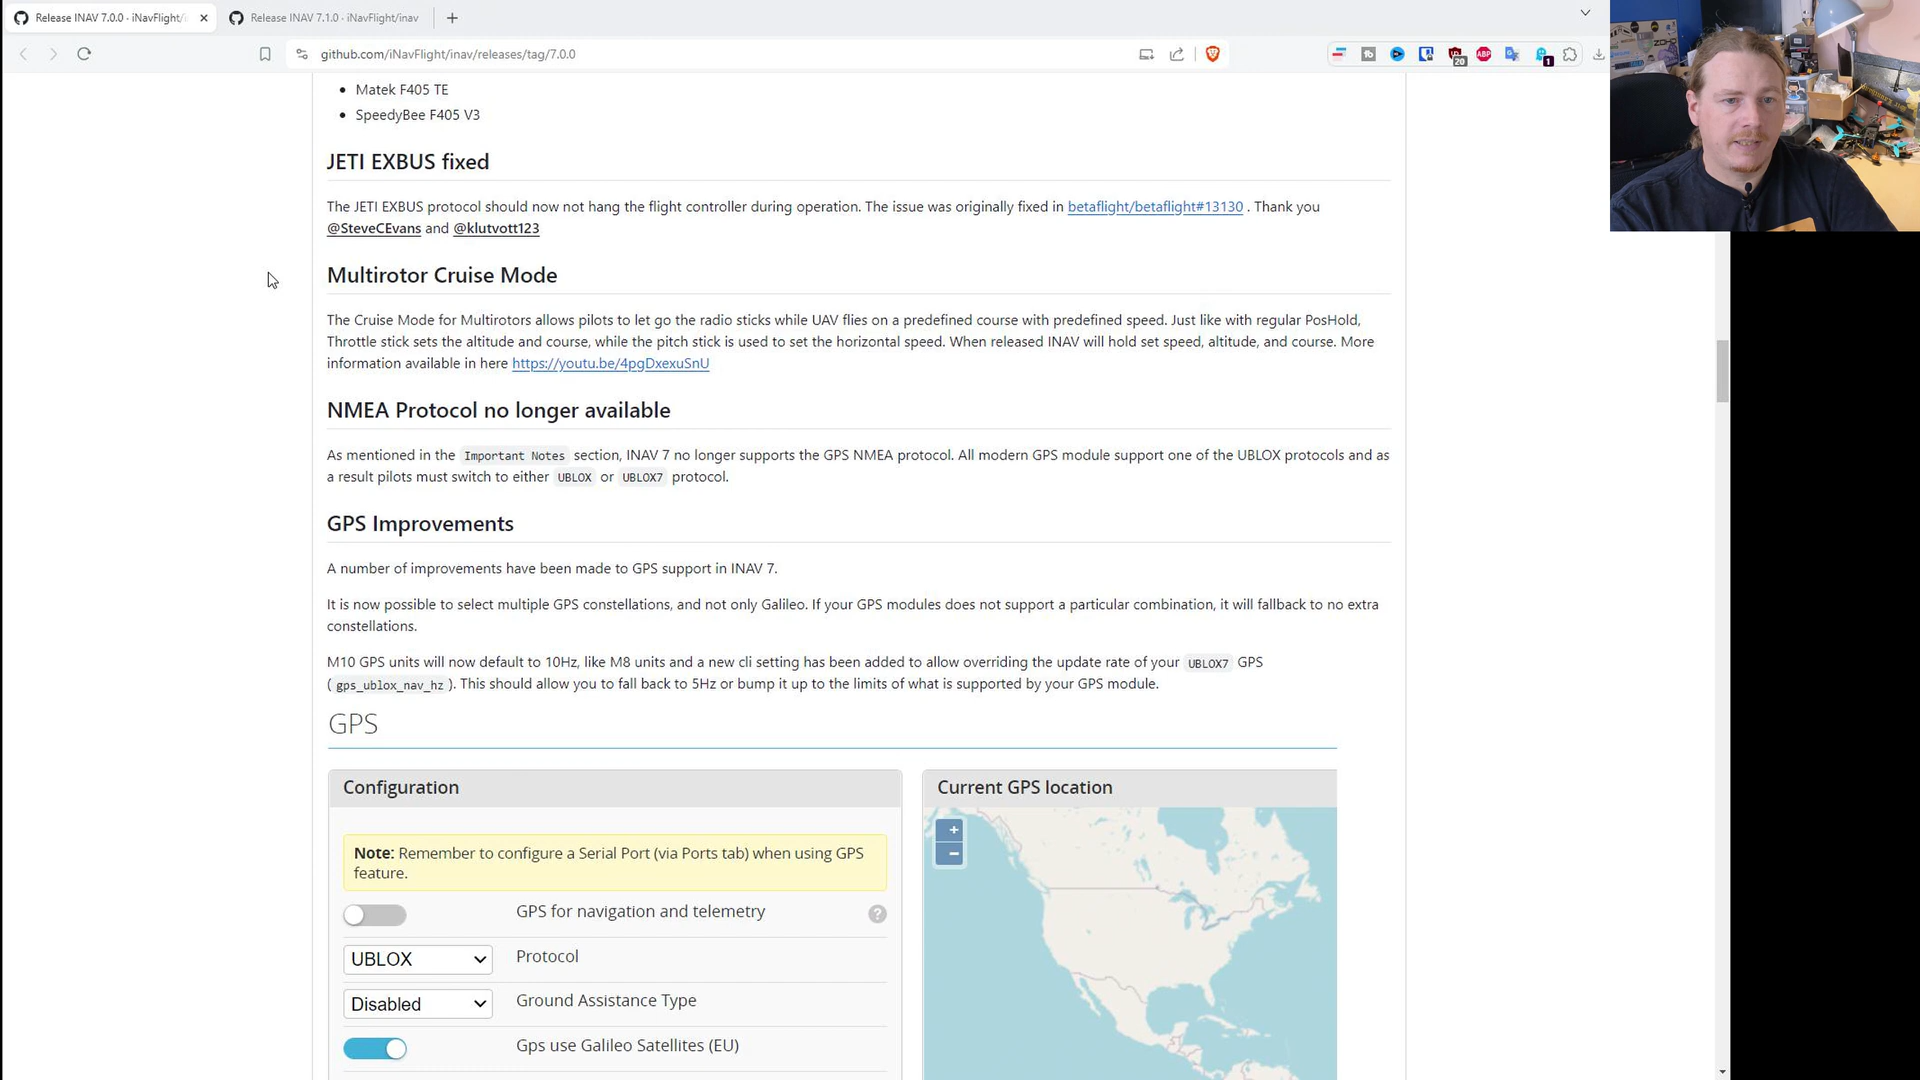 Release INAV 7.0.0 · iNavFlight/i
Release INAV 7.1.0 · iNavFlight/inav
github.com/iNavFlight/inav/releases/tag/7.0.0
20
ABP
1
Matek F405 TE
SpeedyBee F405 V3
JETI EXBUS fixed
The JETI EXBUS protocol should now not hang the flight controller during operation. The issue was originally fixed in betaflight/betaflight#13130 . Thank you
@SteveCEvans and @klutvott123
Multirotor Cruise Mode
The Cruise Mode for Multirotors allows pilots to let go the radio sticks while UAV flies on a predefined course with predefined speed. Just like with regular PosHold,
Throttle stick sets the altitude and course, while the pitch stick is used to set the horizontal speed. When released INAV will hold set speed, altitude, and course. More
information available in here https://youtu.be/4pgDxexuSnU
NMEA Protocol no longer available
As mentioned in the Important Notes section, INAV 7 no longer supports the GPS NMEA protocol. All modern GPS module support one of the UBLOX protocols and as
a result pilots must switch to either UBLOX or UBLOX7 protocol.
GPS Improvements
A number of improvements have been made to GPS support in INAV 7.
It is now possible to select multiple GPS constellations, and not only Galileo. If your GPS modules does not support a particular combination, it will fallback to no extra
constellations.
M10 GPS units will now default to 10Hz, like M8 units and a new cli setting has been added to allow overriding the update rate of your UBLOX7 GPS
( gps_ublox_nav_hz ). This should allow you to fall back to 5Hz or bump it up to the limits of what is supported by your GPS module.
GPS
Configuration
Current GPS location
+
−
Note: Remember to configure a Serial Port (via Ports tab) when using GPS
feature.
GPS for navigation and telemetry
?
UBLOX
Protocol
Disabled
Ground Assistance Type
Gps use Galileo Satellites (EU)